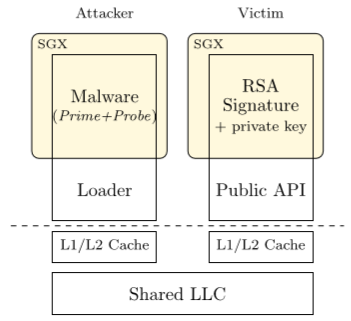 Attacker
Victim
SGX
Malware
(Prime+Probe)
Loader
L1/L2 Cache
SGX
RSA
Signature
+ private key
Public API
L1/L2 Cache
Shared LLC